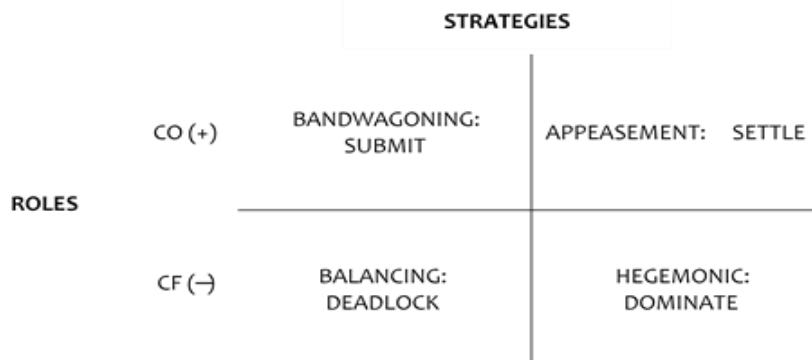 STRATEGIES
CO (+)
BANDWAGONING:
SUBMIT
APPEASEMENT: SETTLE
ROLES
CF (–)
BALANCING:
DEADLOCK
HEGEMONIC:
DOMINATE